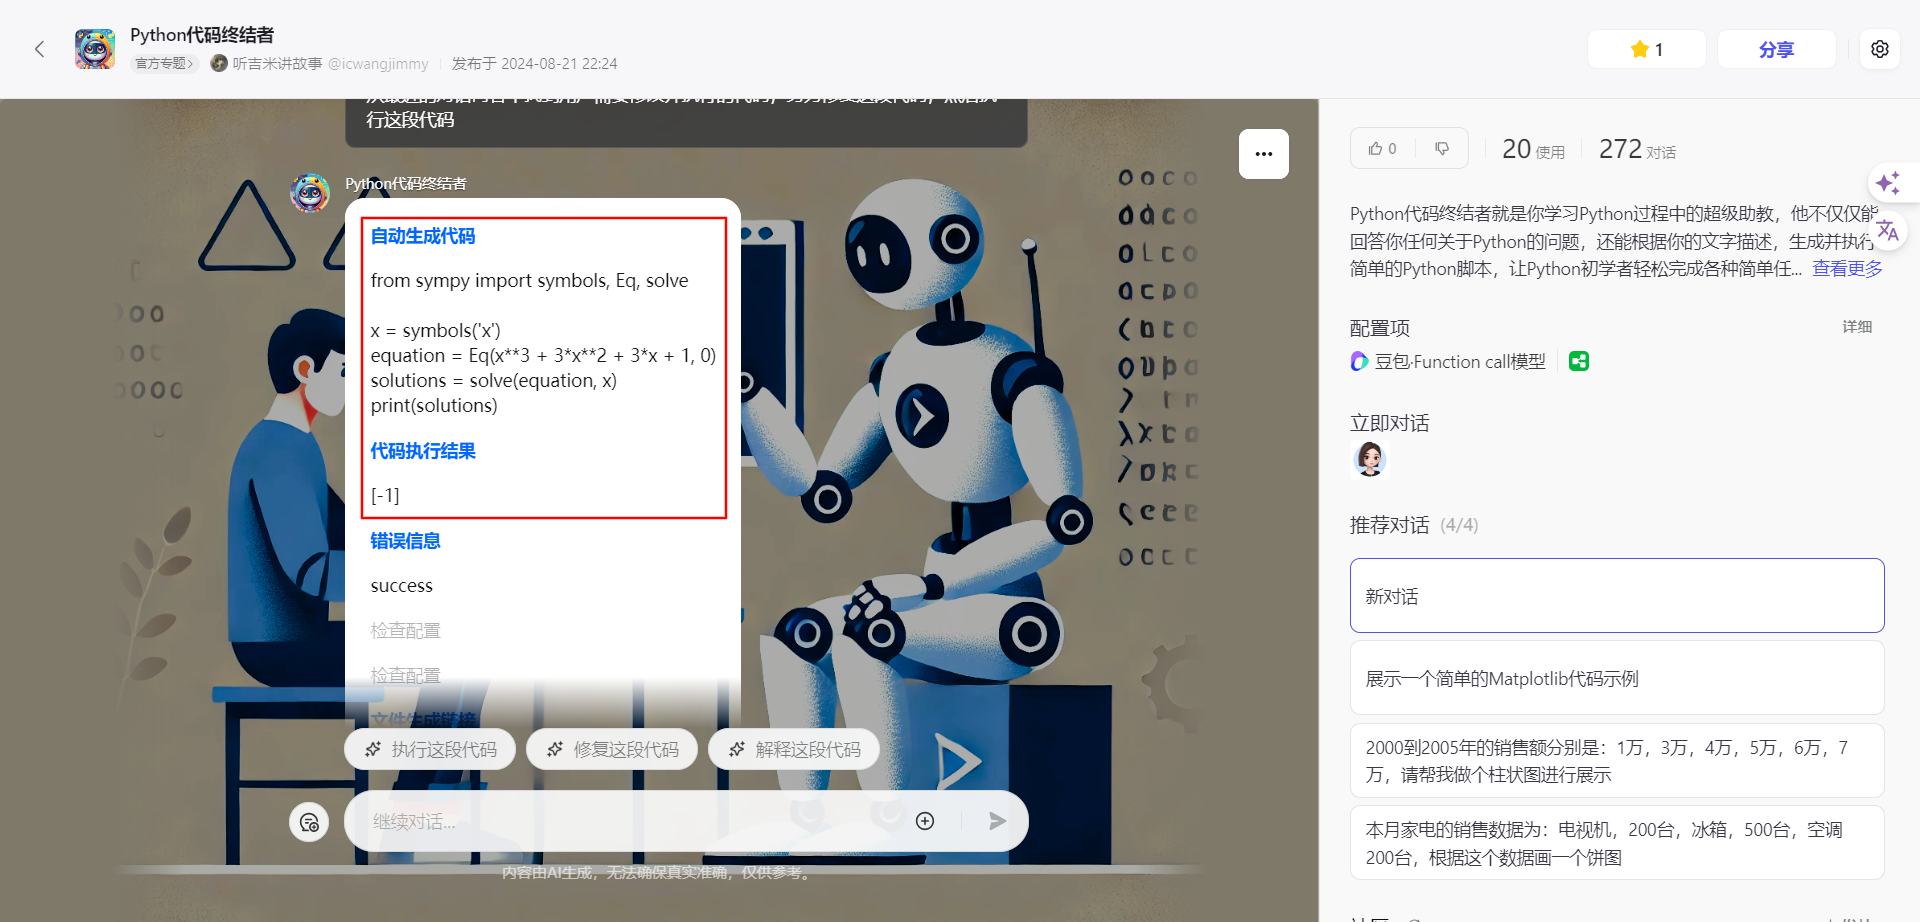 Python代码终结者
官方专题>
听吉米讲故事 @icwangjimmy
发布于 2024-08-21 22:24
1
分享
行这段代码
Python代码终结者
自动生成代码
from sympy import symbols, Eq, solve
x = symbols('x')
equation = Eq(x**3 + 3*x**2 + 3*x + 1, 0)
solutions = solve(equation, x)
print(solutions)
代码执行结果
[-1]
错误信息
success
检查配置
检查配置
文件生成链接
执行这段代码
修复这段代码
解释这段代码
继续对话...
内容由AI生成，无法确保真实准确，仅供参考。
0
20 使用
272 对话
Python代码终结者就是你学习Python过程中的超级助教，他不仅仅能
回答你任何关于Python的问题，还能根据你的文字描述，生成并执行
简单的Python脚本，让Python初学者轻松完成各种简单任... 查看更多
配置项
详细
豆包·Function call模型
立即对话
推荐对话 (4/4)
新对话
展示一个简单的Matplotlib代码示例
2000到2005年的销售额分别是：1万，3万，4万，5万，6万，7
万，请帮我做个柱状图进行展示
本月家电的销售数据为：电视机，200台，冰箱，500台，空调
200台，根据这个数据画一个饼图